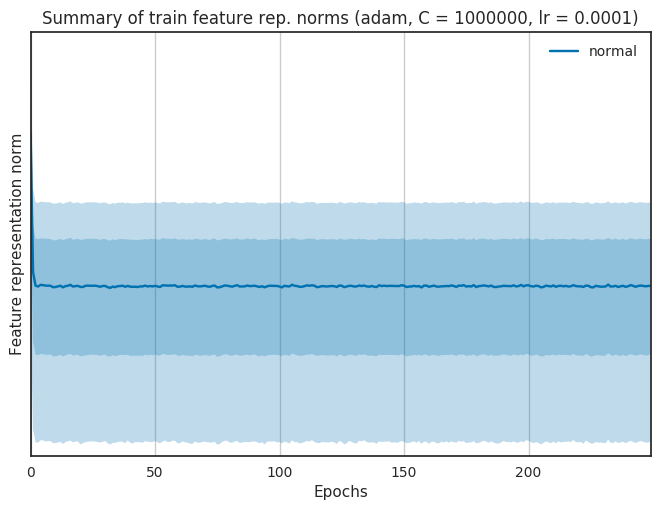 Summary of train feature rep. norms (adam, C = 1000000, lr = 0.0001)
normal
Feature representation norm
0 50 100 150 200
Epochs